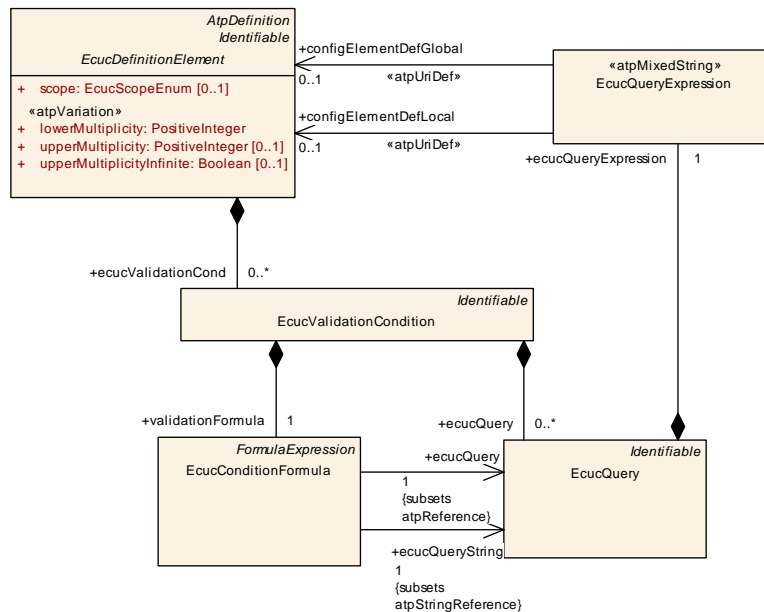 AtpDefinition
Identifiable
EcucDefinitionElement
+ scope: EcucScopeEnum [0..1]
«atpVariation»
+ lowerMultiplicity: PositiveInteger
+ upperMultiplicity: PositiveInteger [0..1]
+ upperMultiplicityInfinite: Boolean [0..1]
+configElementDefGlobal
0..1
«atpUriDef»
+configElementDefLocal
0..1
«atpUriDef»
«atpMixedString»
EcucQueryExpression
+ecucQueryExpression 1
+ecucValidationCond 0..*
Identifiable
EcucValidationCondition
+validationFormula 1
+ecucQuery 0..*
FormulaExpression
EcucConditionFormula
+ecucQuery
1
{subsets
atpReference}
+ecucQueryString
1
{subsets
atpStringReference}
Identifiable
EcucQuery